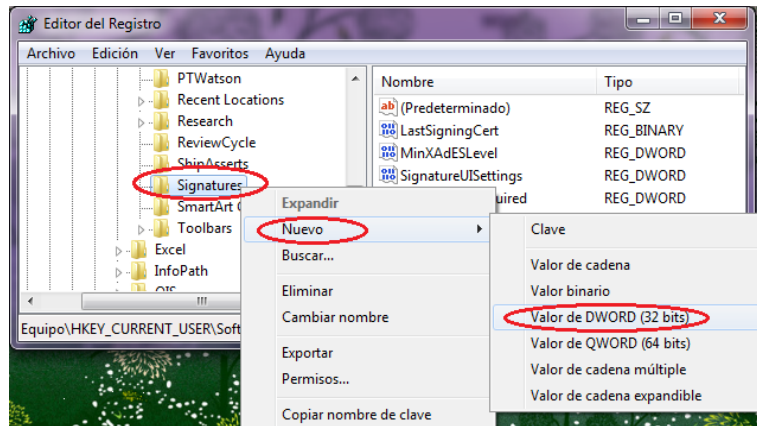 Editor del Registro
Archivo Edición Ver Favoritos Ayuda
PTWatson
Recent Locations
Research
ReviewCycle
ShipAsserts
Signatures
SmartArt
Toolbars
Excel
InfoPath
OIS
Nombre Tipo
(Predeterminado) REG_SZ
LastSigningCert REG_BINARY
MinXAdESLevel REG_DWORD
SignatureUISettings REG_DWORD
uired REG_DWORD
Equipo\HKEY_CURRENT_USER\Soft
Expandir
Nuevo
Buscar...
Eliminar
Cambiar nombre
Exportar
Permisos...
Copiar nombre de clave
Clave
Valor de cadena
Valor binario
Valor de DWORD (32 bits)
Valor de QWORD (64 bits)
Valor de cadena múltiple
Valor de cadena expandible